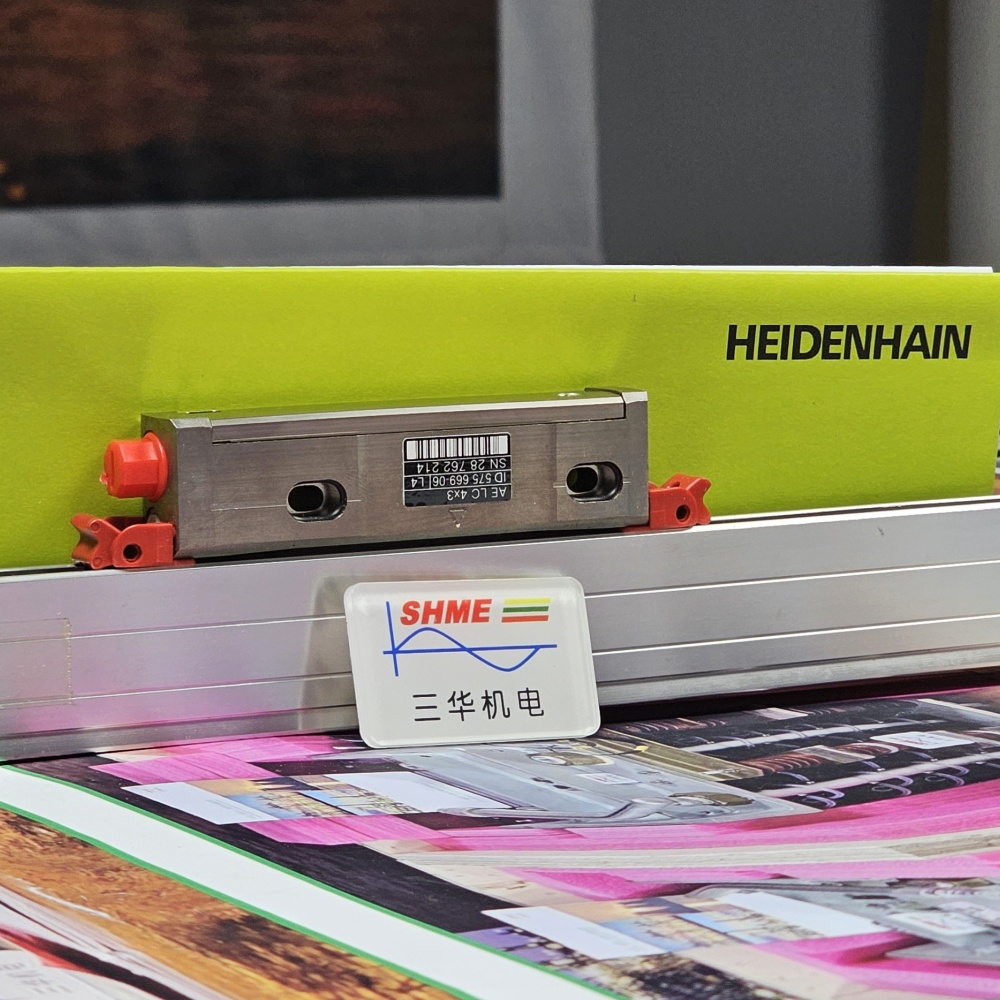 HEIDENHAIN
AE LC 4x3
ID 575 669-06 L4
SN 28 762 214
SHME
三华机电